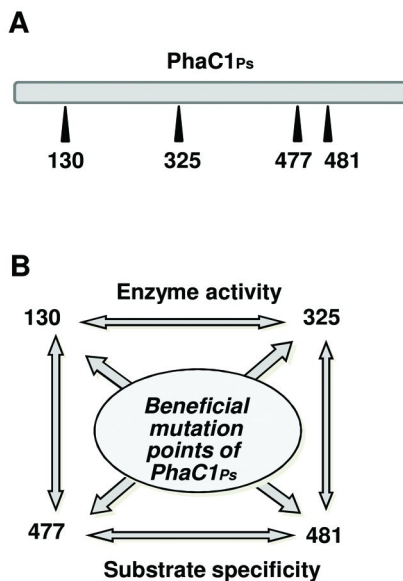 A
PhaC1Ps
130 325 477 481
B
Enzyme activity
130 325
Beneficial
mutation
points of
PhaC1Ps
477 481
Substrate specificity